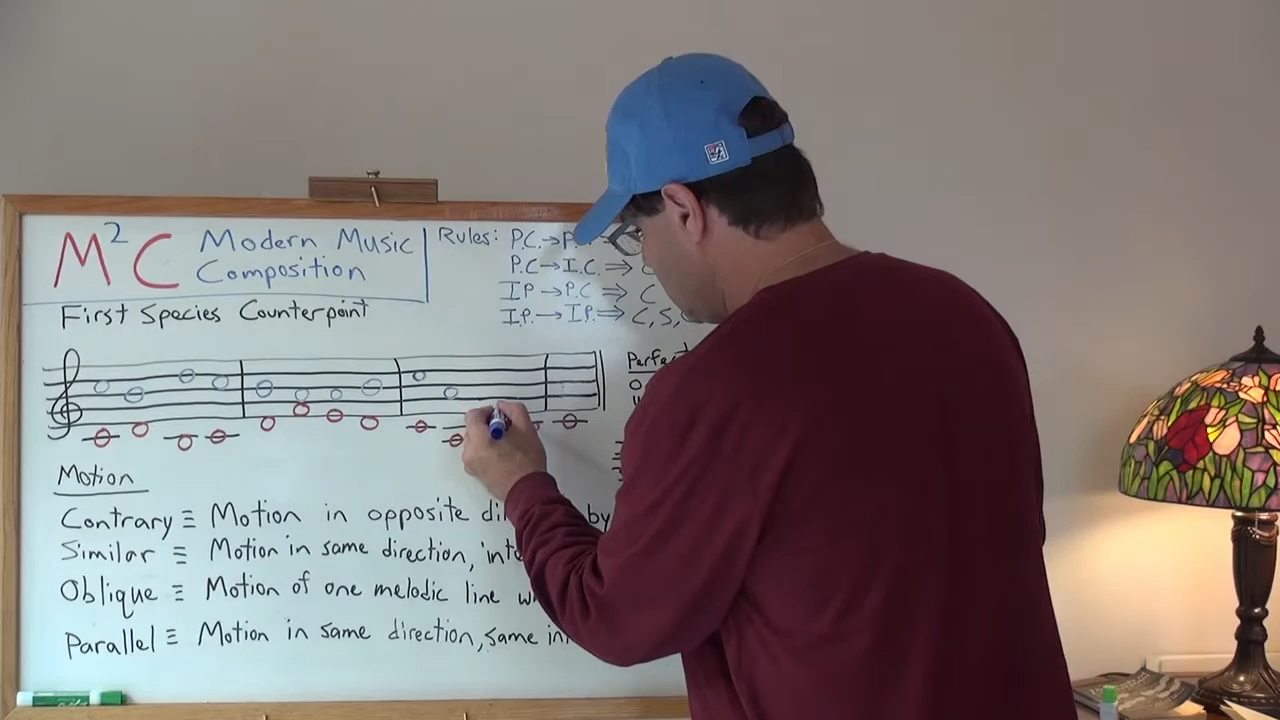 M²C Modern Music
Composition
Rules: P.C. → P.
P.C → I.C. ⇒ C
I.P → P.C ⇒ C
I.P. → I.P. ⇒ C, S,
First Species Counterpoint
Perfect
Motion
Contrary ≡ Motion in opposite di by
Similar ≡ Motion in same direction, inte
Oblique ≡ Motion of one melodic line w
Parallel ≡ Motion in same direction, same in